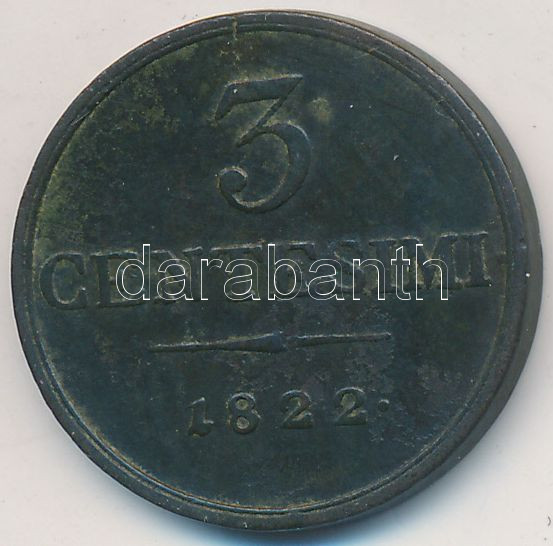 3
CENTESIMI
darabanth
1822.